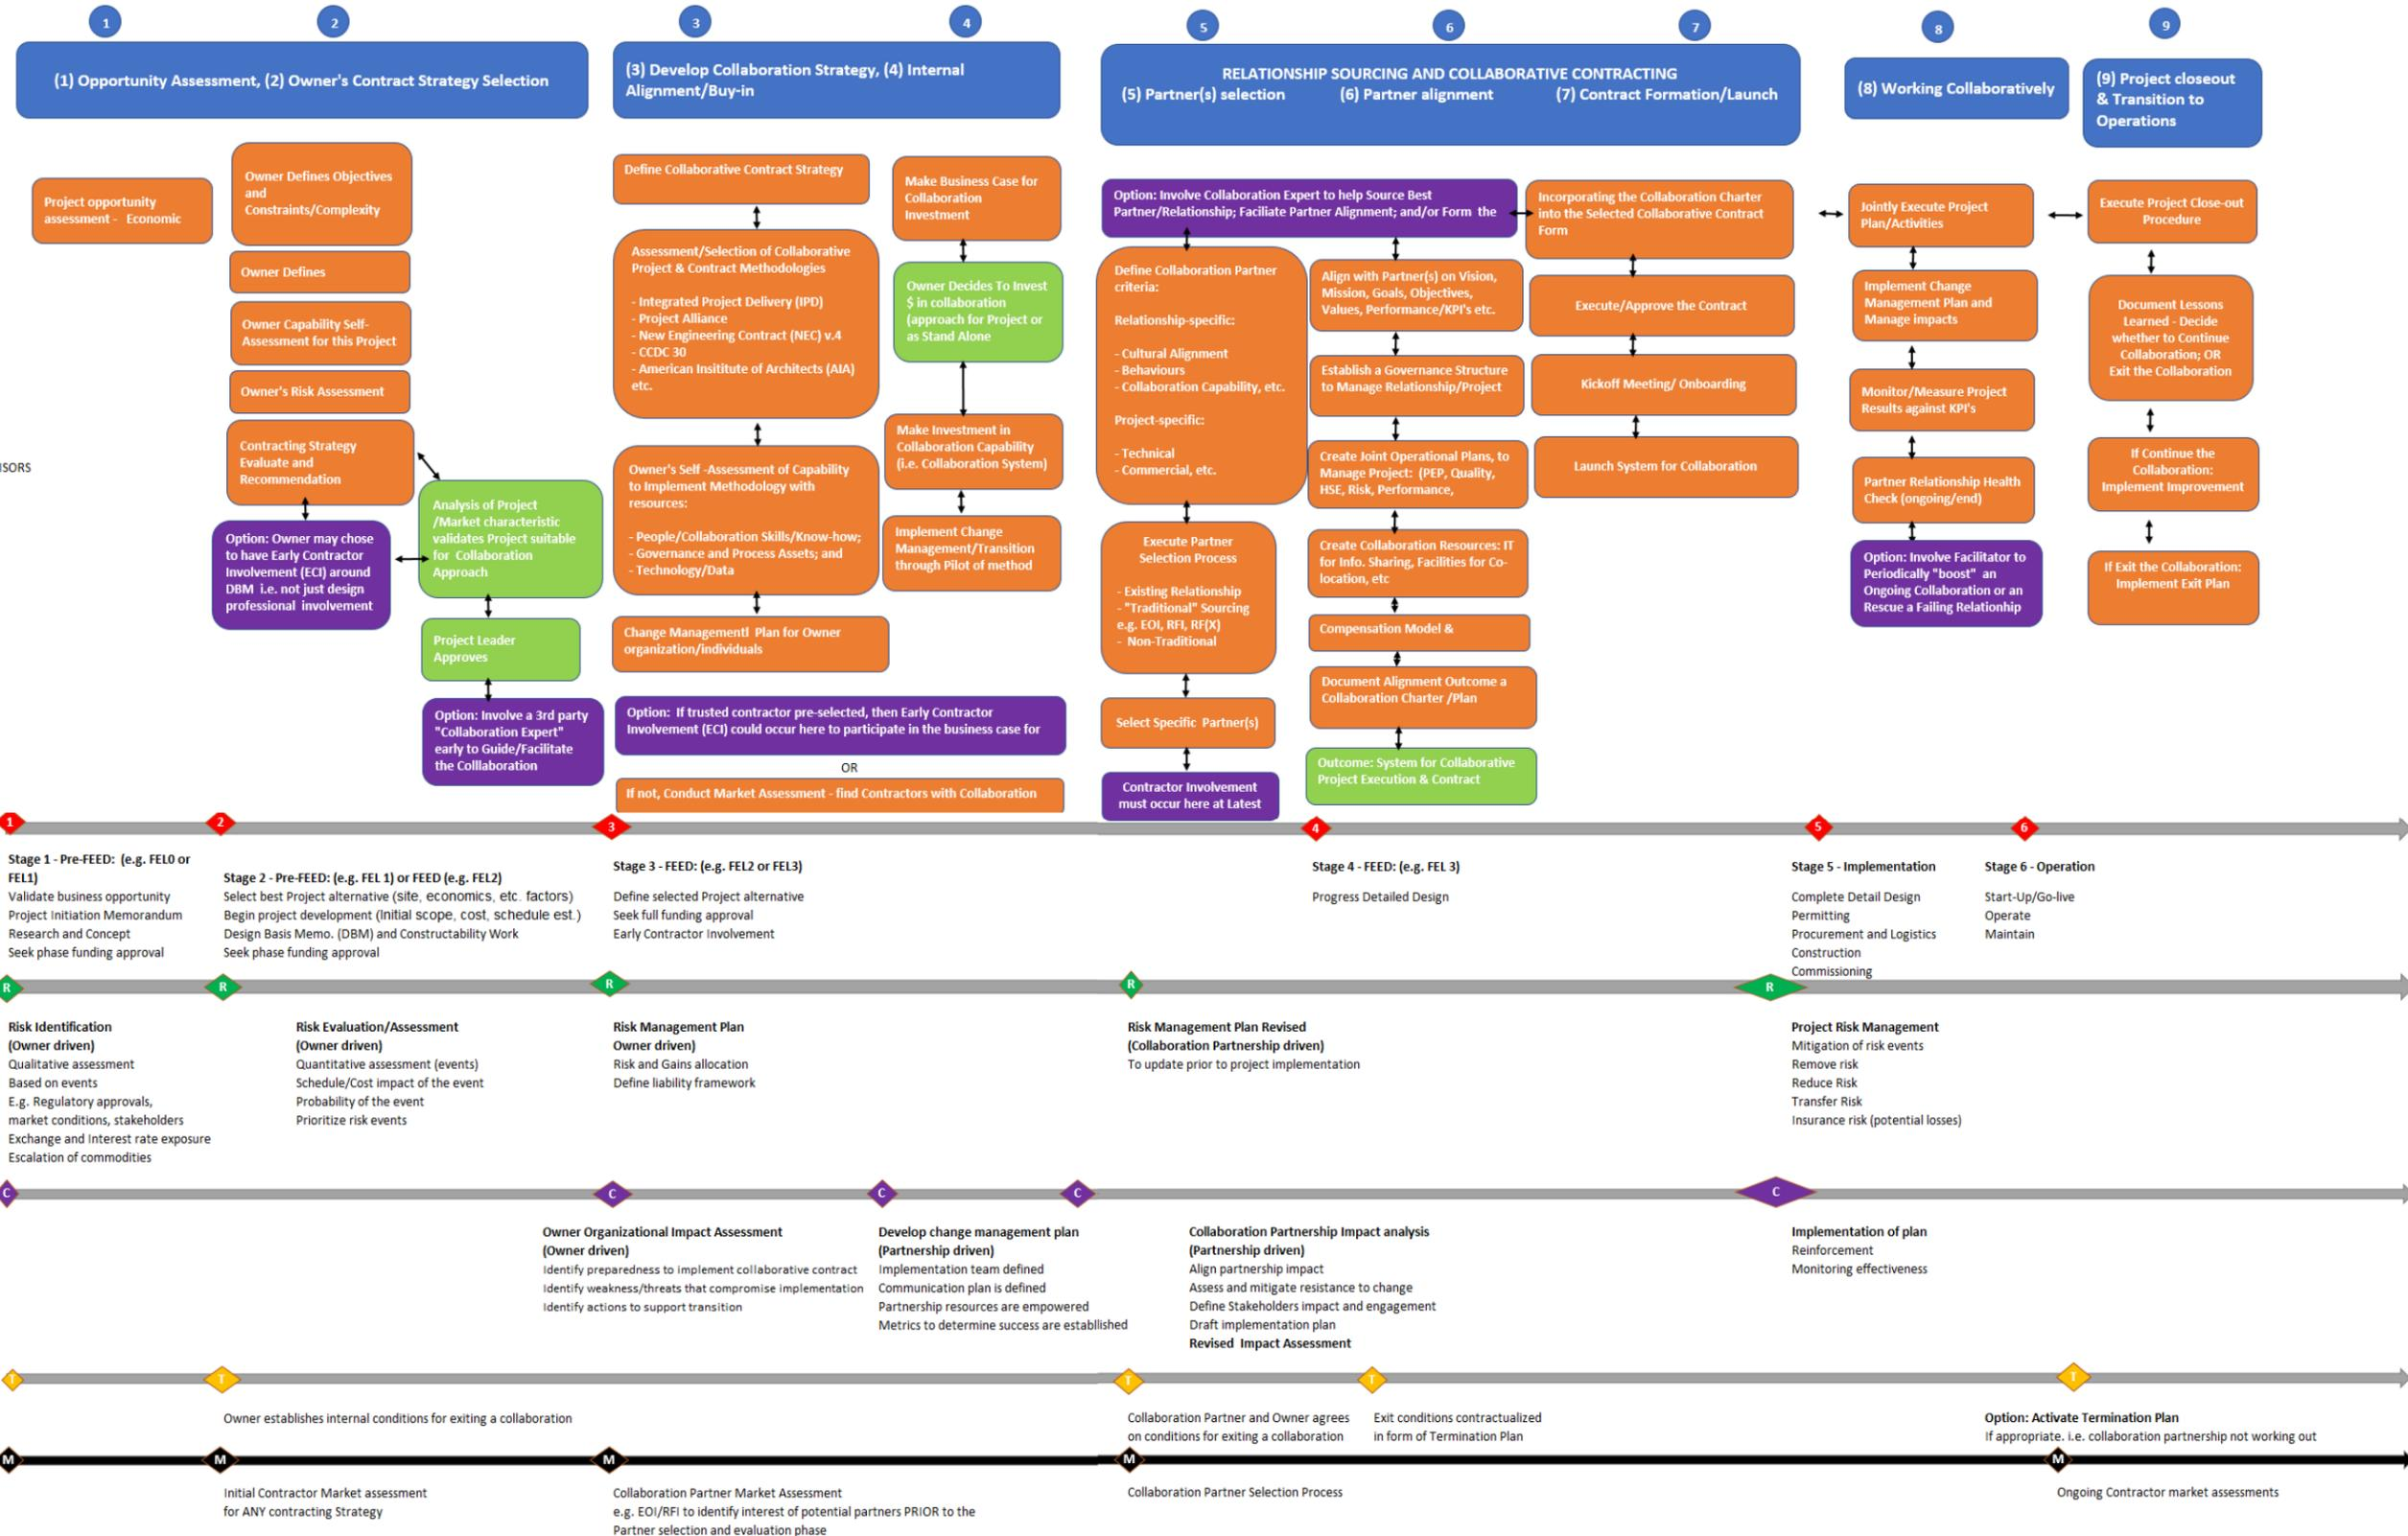 1
2
3
4
5
6
7
8
9
(1) Opportunity Assessment, (2) Owner's Contract Strategy Selection
(3) Develop Collaboration Strategy, (4) Internal
Alignment/Buy-in
RELATIONSHIP SOURCING AND COLLABORATIVE CONTRACTING
(5) Partner(s) selection
(6) Partner alignment
(7) Contract Formation/Launch
(8) Working Collaboratively
(9) Project closeout
& Transition to
Operations
Project opportunity
assessment - Economic
Owner Defines Objectives
and
Constraints/Complexity
Owner Defines
Owner Capability Self-
Assessment for this Project
Owner's Risk Assessment
Contracting Strategy
Evaluate and
Recommendation
ISORS
Option: Owner may chose
to have Early Contractor
Involvement (ECI) around
DBM i.e. not just design
professional involvement
Analysis of Project
/Market characteristic
validates Project suitable
for Collaboration
Approach
Project Leader
Approves
Option: Involve a 3rd party
"Collaboration Expert"
early to Guide/Facilitate
the Colllaboration
Define Collaborative Contract Strategy
Assessment/Selection of Collaborative
Project & Contract Methodologies
- Integrated Project Delivery (IPD)
- Project Alliance
- New Engineering Contract (NEC) v.4
- CCDC 30
- American Insititute of Architects (AIA)
etc.
Owner's Self -Assessment of Capability
to Implement Methodology with
resources:
- People/Collaboration Skills/Know-how;
- Governance and Process Assets; and
- Technology/Data
Change Managementl Plan for Owner
organization/individuals
Make Business Case for
Collaboration
Investment
Owner Decides To Invest
$ in collaboration
(approach for Project or
as Stand Alone
Make Investment in
Collaboration Capability
(i.e. Collaboration System)
Implement Change
Management/Transition
through Pilot of method
Option: If trusted contractor pre-selected, then Early Contractor
Involvement (ECI) could occur here to participate in the business case for
OR
If not, Conduct Market Assessment - find Contractors with Collaboration
Option: Involve Collaboration Expert to help Source Best
Partner/Relationship; Faciliate Partner Alignment; and/or Form the
Define Collaboration Partner
criteria:
Relationship-specific:
- Cultural Alignment
- Behaviours
- Collaboration Capability, etc.
Project-specific:
- Technical
- Commercial, etc.
Execute Partner
Selection Process
- Existing Relationship
- "Traditional" Sourcing
e.g. EOI, RFI, RF(X)
- Non-Traditional
Select Specific Partner(s)
Contractor Involvement
must occur here at Latest
Align with Partner(s) on Vision,
Mission, Goals, Objectives,
Values, Performance/KPI's etc.
Establish a Governance Structure
to Manage Relationship/Project
Create Joint Operational Plans, to
Manage Project: (PEP, Quality,
HSE, Risk, Performance,
Create Collaboration Resources: IT
for Info. Sharing, Facilities for Co-
location, etc
Compensation Model &
Document Alignment Outcome a
Collaboration Charter /Plan
Outcome: System for Collaborative
Project Execution & Contract
Incorporating the Collaboration Charter
into the Selected Collaborative Contract
Form
Execute/Approve the Contract
Kickoff Meeting/ Onboarding
Launch System for Collaboration
Jointly Execute Project
Plan/Activities
Implement Change
Management Plan and
Manage impacts
Monitor/Measure Project
Results against KPI's
Partner Relationship Health
Check (ongoing/end)
Option: Involve Facilitator to
Periodically "boost" an
Ongoing Collaboration or an
Rescue a Failing Relationhip
Execute Project Close-out
Procedure
Document Lessons
Learned - Decide
whether to Continue
Collaboration; OR
Exit the Collaboration
If Continue the
Collaboration:
Implement Improvement
If Exit the Collaboration:
Implement Exit Plan
1
2
3
4
5
6
Stage 1 - Pre-FEED: (e.g. FEL0 or
FEL1)
Validate business opportunity
Project Initiation Memorandum
Research and Concept
Seek phase funding approval
Stage 2 - Pre-FEED: (e.g. FEL 1) or FEED (e.g. FEL2)
Select best Project alternative (site, economics, etc. factors)
Begin project development (Initial scope, cost, schedule est.)
Design Basis Memo. (DBM) and Constructability Work
Seek phase funding approval
Stage 3 - FEED: (e.g. FEL2 or FEL3)
Define selected Project alternative
Seek full funding approval
Early Contractor Involvement
Stage 4 - FEED: (e.g. FEL 3)
Progress Detailed Design
Stage 5 - Implementation
Complete Detail Design
Permitting
Procurement and Logistics
Construction
Commissioning
Stage 6 - Operation
Start-Up/Go-live
Operate
Maintain
R
R
R
R
R
Risk Identification
(Owner driven)
Qualitative assessment
Based on events
E.g. Regulatory approvals,
market conditions, stakeholders
Exchange and Interest rate exposure
Escalation of commodities
Risk Evaluation/Assessment
(Owner driven)
Quantitative assessment (events)
Schedule/Cost impact of the event
Probability of the event
Prioritize risk events
Risk Management Plan
Owner driven)
Risk and Gains allocation
Define liability framework
Risk Management Plan Revised
(Collaboration Partnership driven)
To update prior to project implementation
Project Risk Management
Mitigation of risk events
Remove risk
Reduce Risk
Transfer Risk
Insurance risk (potential losses)
C
C
C
C
C
Owner Organizational Impact Assessment
(Owner driven)
Identify preparedness to implement collaborative contract
Identify weakness/threats that compromise implementation
Identify actions to support transition
Develop change management plan
(Partnership driven)
Implementation team defined
Communication plan is defined
Partnership resources are empowered
Metrics to determine success are establlished
Collaboration Partnership Impact analysis
(Partnership driven)
Align partnership impact
Assess and mitigate resistance to change
Define Stakeholders impact and engagement
Draft implementation plan
Revised Impact Assessment
Implementation of plan
Reinforcement
Monitoring effectiveness
T
T
T
T
T
Owner establishes internal conditions for exiting a collaboration
Collaboration Partner and Owner agrees
on conditions for exiting a collaboration
Exit conditions contractualized
in form of Termination Plan
Option: Activate Termination Plan
If appropriate. i.e. collaboration partnership not working out
M
M
M
M
M
Initial Contractor Market assessment
for ANY contracting Strategy
Collaboration Partner Market Assessment
e.g. EOI/RFI to identify interest of potential partners PRIOR to the
Partner selection and evaluation phase
Collaboration Partner Selection Process
Ongoing Contractor market assessments